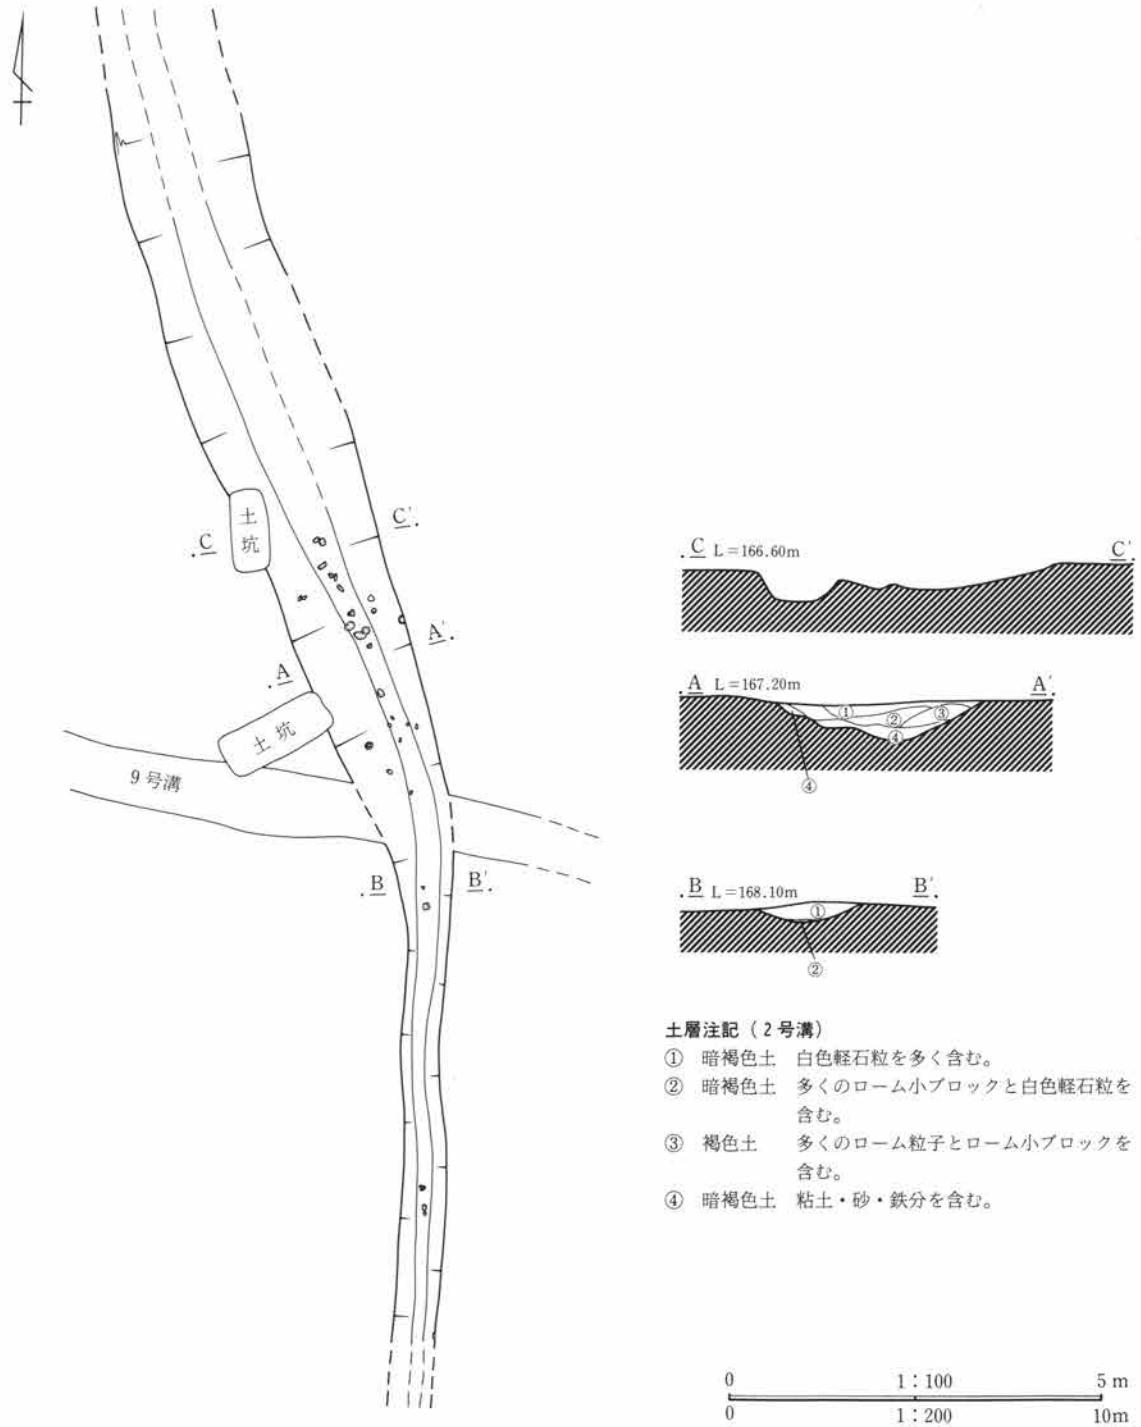 土坑
C
C'
A
A'
土坑
9号溝
B
B'
C L=166.60m C'
A L=167.20m A'
① ② ③
④
④
B L=168.10m B'
①
②
土層注記(2号溝)
① 暗褐色土 白色軽石粒を多く含む。
② 暗褐色土 多くのローム小ブロックと白色軽石粒を
含む。
③ 褐色土 多くのローム粒子とローム小ブロックを
含む。
④ 暗褐色土 粘土・砂・鉄分を含む。
0 1:100 5m
0 1:200 10m